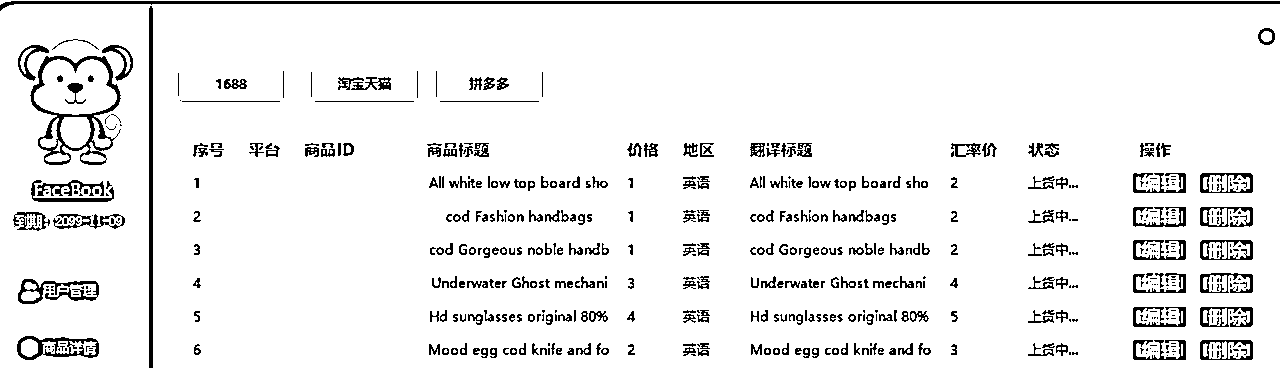 1688 淘宝天猫 拼多多
序号 平台 商品ID 商品标题 价格 地区 翻译标题 汇率价 状态 操作
1 All white low top board sho 1 英语 All white low top board sho 2 上货中... [编辑] [删除]
FaceBook
2 cod Fashion handbags 1 英语 cod Fashion handbags 2 上货中... [编辑] [删除]
到期：2099-11-09
3 cod Gorgeous noble handb 1 英语 cod Gorgeous noble handb 2 上货中... [编辑] [删除]
4 Underwater Ghost mechani 3 英语 Underwater Ghost mechani 4 上货中... [编辑] [删除]
用户管理
5 Hd sunglasses original 80% 4 英语 Hd sunglasses original 80% 5 上货中... [编辑] [删除]
6 Mood egg cod knife and fo 2 英语 Mood egg cod knife and fo 3 上货中... [编辑] [删除]
商品详情